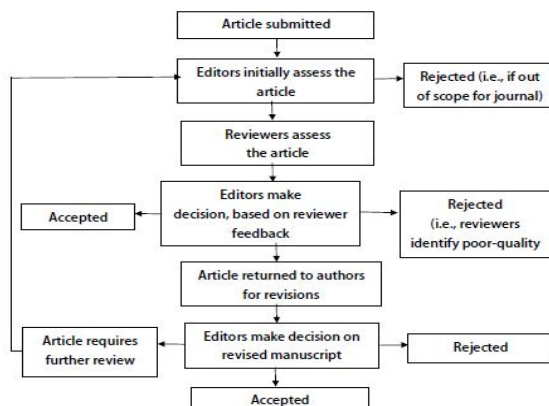 Article submitted
Editors initially assess the
article
Rejected (i.e., if out
of scope for journal)
Reviewers assess
the article
Accepted
Editors make
decision, based on reviewer
feedback
Rejected
(i.e., reviewers
identify poor-quality
Article returned to authors
for revisions
Article requires
further review
Editors make decision on
revised manuscript
Rejected
Accepted